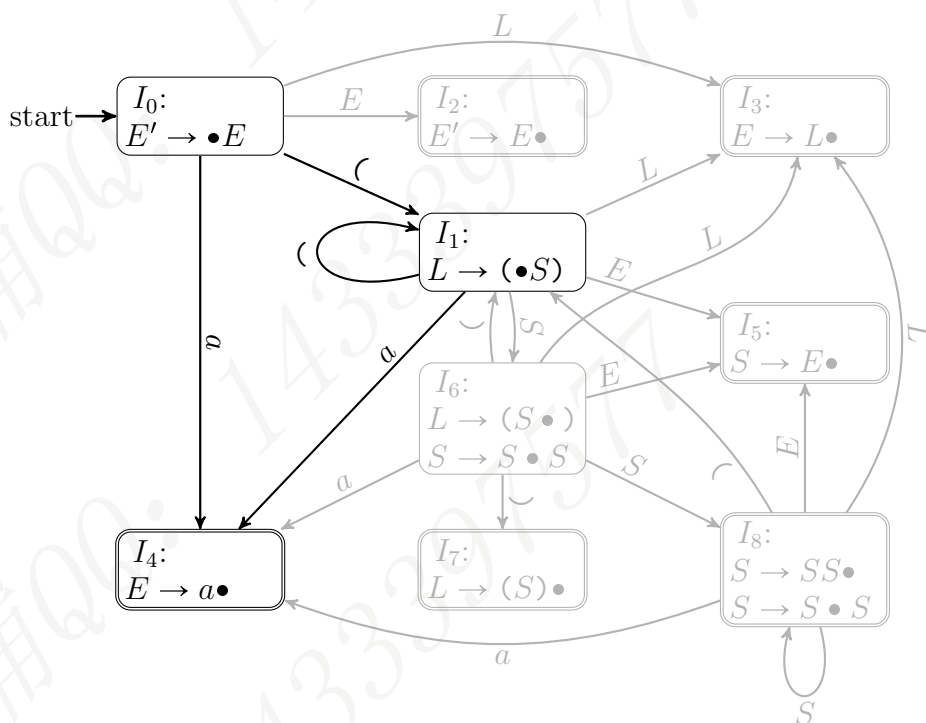 L
I₀:
E′ → •E
E
I₂:
E′ → E•
I₃:
E → L•
start
(
L
I₁:
L → (•S)
(
E
L
a
a
(
S
I₅:
S → E•
L
I₆:
L → (S • )
S → S • S
E
(
E
a
)
S
I₄:
E → a•
I₇:
L → (S)•
I₈:
S → SS•
S → S • S
a
S